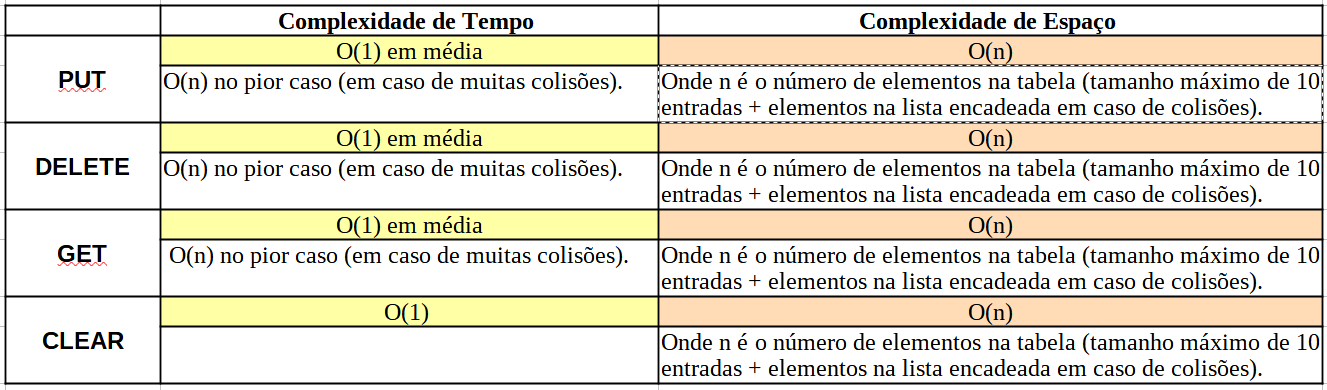 Complexidade de Tempo
Complexidade de Espaço
PUT
O(1) em média
O(n)
O(n) no pior caso (em caso de muitas colisões).
Onde n é o número de elementos na tabela (tamanho máximo de 10
entradas + elementos na lista encadeada em caso de colisões).
DELETE
O(1) em média
O(n)
O(n) no pior caso (em caso de muitas colisões).
Onde n é o número de elementos na tabela (tamanho máximo de 10
entradas + elementos na lista encadeada em caso de colisões).
GET
O(1) em média
O(n)
O(n) no pior caso (em caso de muitas colisões).
Onde n é o número de elementos na tabela (tamanho máximo de 10
entradas + elementos na lista encadeada em caso de colisões).
CLEAR
O(1)
O(n)
Onde n é o número de elementos na tabela (tamanho máximo de 10
entradas + elementos na lista encadeada em caso de colisões).